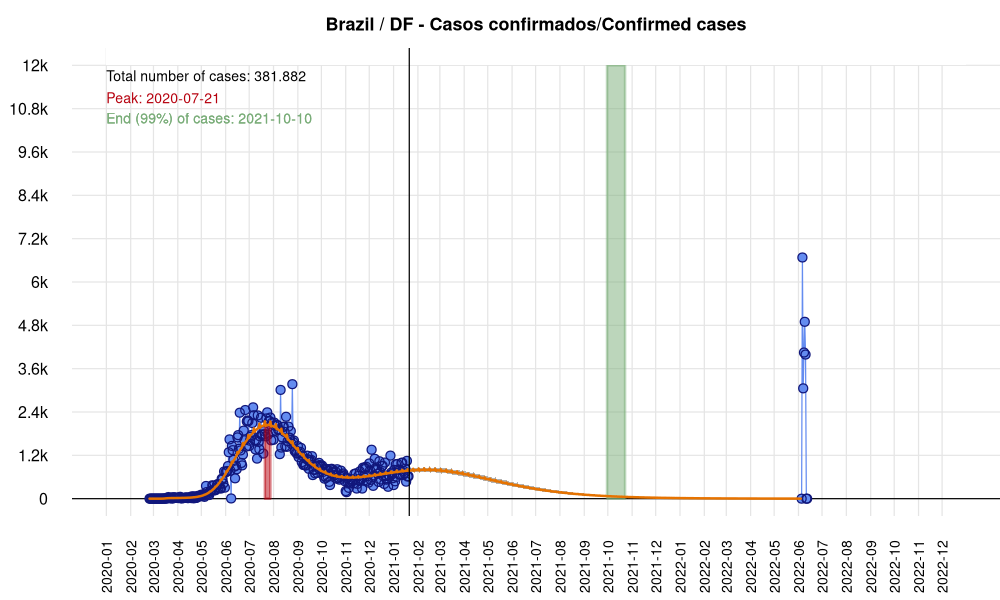 Brazil / DF - Casos confirmados/Confirmed cases
12k
Total number of cases: 381.882
Peak: 2020-07-21
End (99%) of cases: 2021-10-10
10.8k
9.6k
8.4k
7.2k
6k
4.8k
3.6k
2.4k
1.2k
0
2020-01
2020-02
2020-03
2020-04
2020-05
2020-06
2020-07
2020-08
2020-09
2020-10
2020-11
2020-12
2021-01
2021-02
2021-03
2021-04
2021-05
2021-06
2021-07
2021-08
2021-09
2021-10
2021-11
2021-12
2022-01
2022-02
2022-03
2022-04
2022-05
2022-06
2022-07
2022-08
2022-09
2022-10
2022-11
2022-12